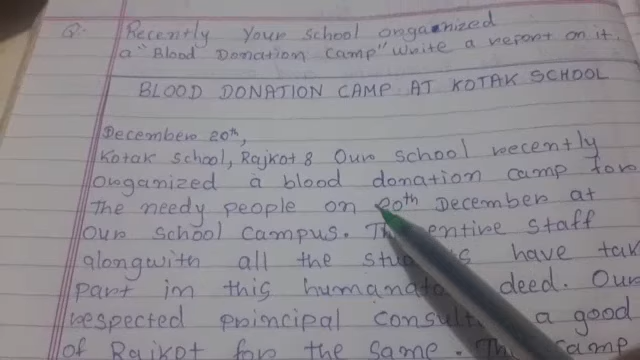 Q. Recently Your school organized
a "Blood Donation camp" write a report on it.
BLOOD DONATION CAMP AT KOTAK SCHOOL
December 20th,
Kotak school, Rajkot 8 Our school recently
organized a blood donation camp for
The needy people on 20th December at
Our school campus. The entire staff
alongwith all the have tak
part in this deed. Our
respected principal a good
of Rajkot for the same. This camp